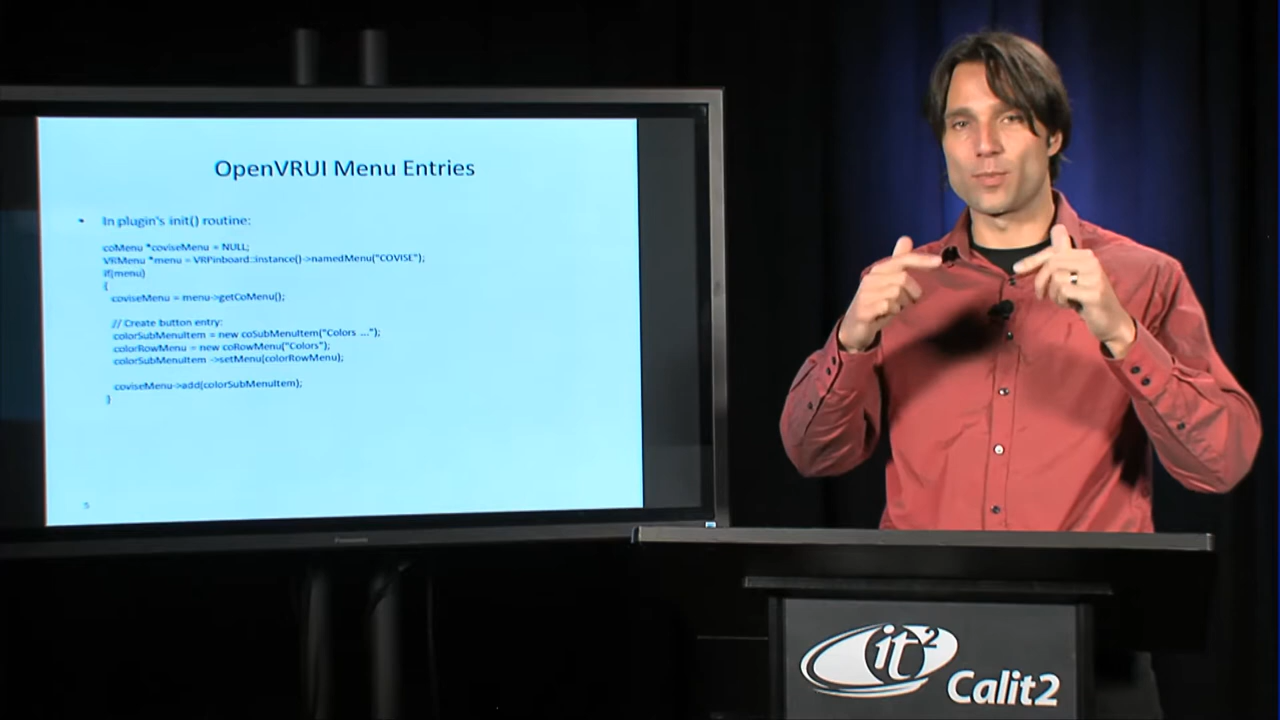 OpenVRUI Menu Entries
• In plugin's init() routine:
coMenu *coviseMenu = NULL;
VRMenu *menu = VRPinboard::instance()->namedMenu("COVISE");
if(menu)
{
coviseMenu = menu->getCoMenu();
// Create button entry:
colorSubMenuItem = new coSubMenuItem("Colors ...");
colorRowMenu = new coRowMenu("Colors");
colorSubMenuItem ->setMenu(colorRowMenu);
coviseMenu->add(colorSubMenuItem);
}
5
Panasonic
it2
Calit2